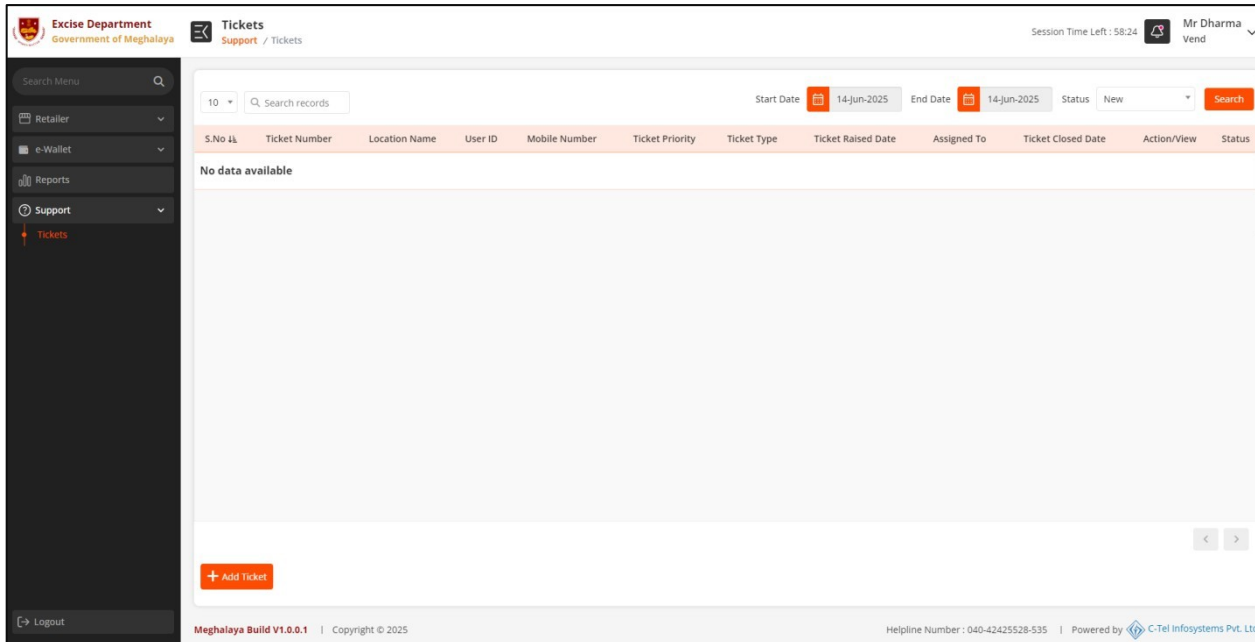 Excise Department
Government of Meghalaya
Tickets
Support / Tickets
Session Time Left : 58:24
Mr Dharma
Vend
Search Menu
Retailer
e-Wallet
Reports
Support
Tickets
Logout
10
Search records
Start Date 14-Jun-2025 End Date 14-Jun-2025 Status New Search
S.No Ticket Number Location Name User ID Mobile Number Ticket Priority Ticket Type Ticket Raised Date Assigned To Ticket Closed Date Action/View Status
No data available
< >
+ Add Ticket
Meghalaya Build V1.0.0.1 | Copyright © 2025
Helpline Number : 040-42425528-535 | Powered by C-Tel Infosystems Pvt. Ltd